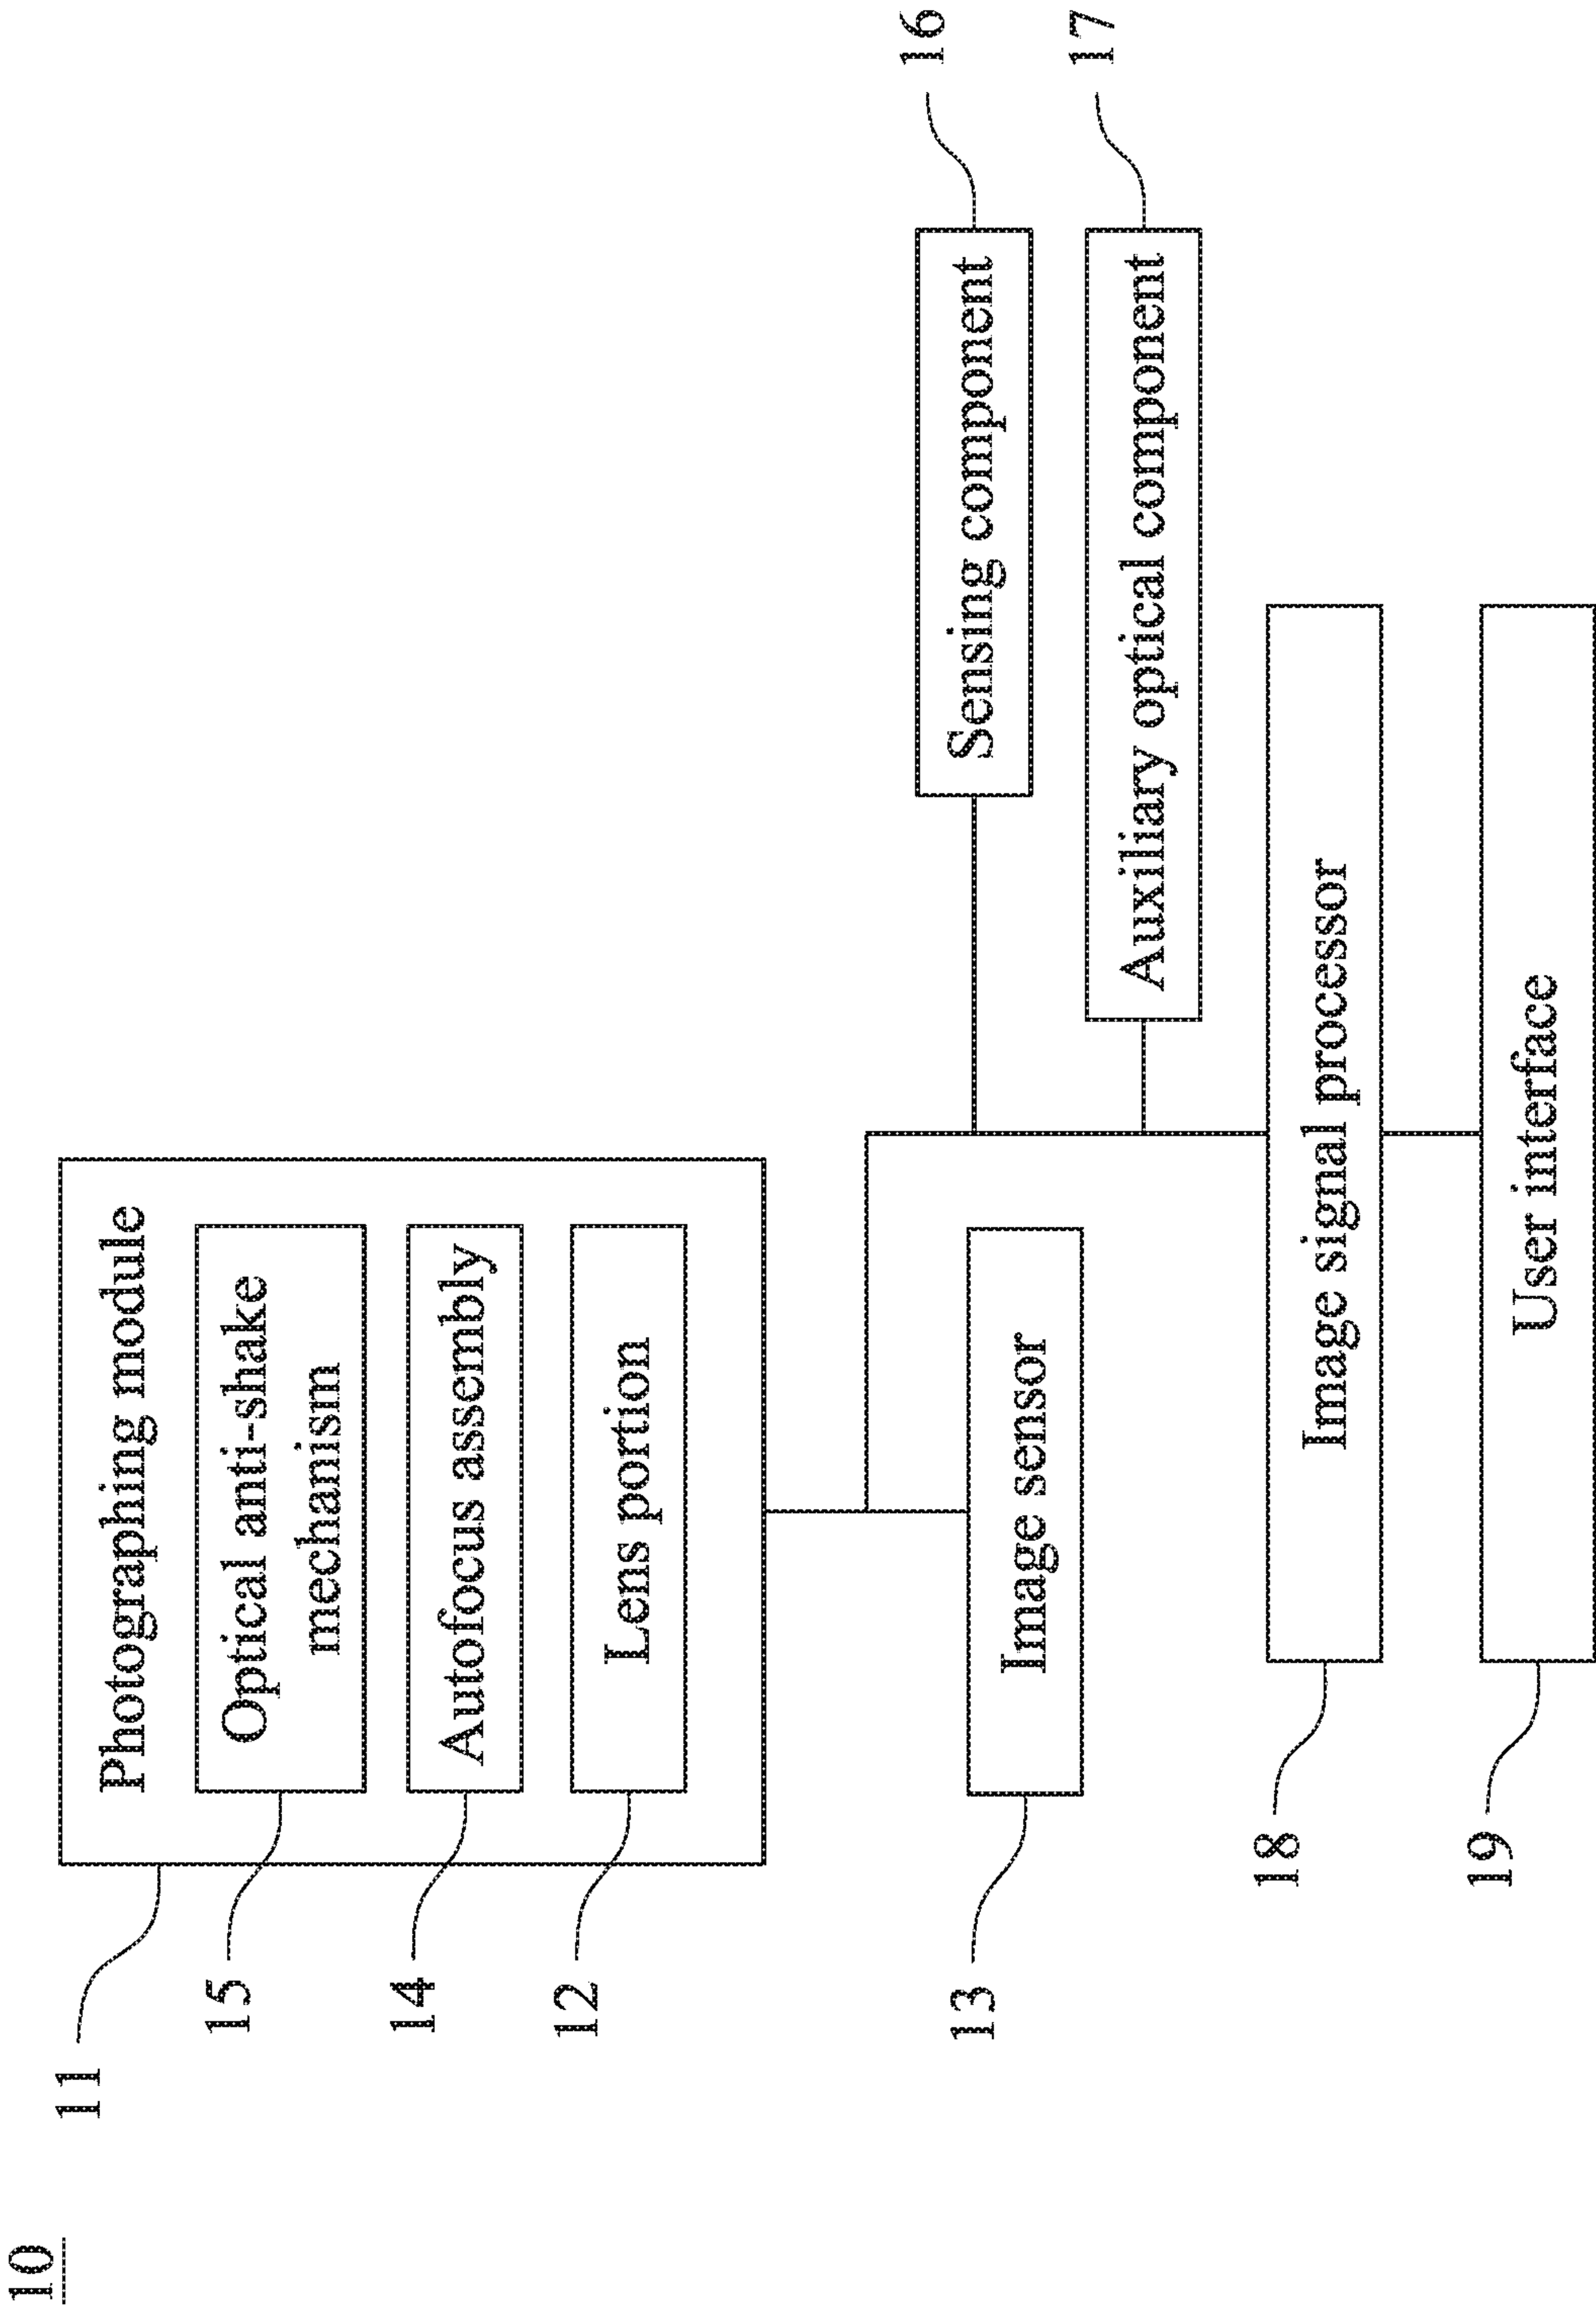 10
11
Photographing module
15
Optical anti-shake
mechanism
14
Autofocus assembly
12
Lens portion
13
Image sensor
Sensing component
16
Auxiliary optical component
17
18
Image signal processor
19
User interface